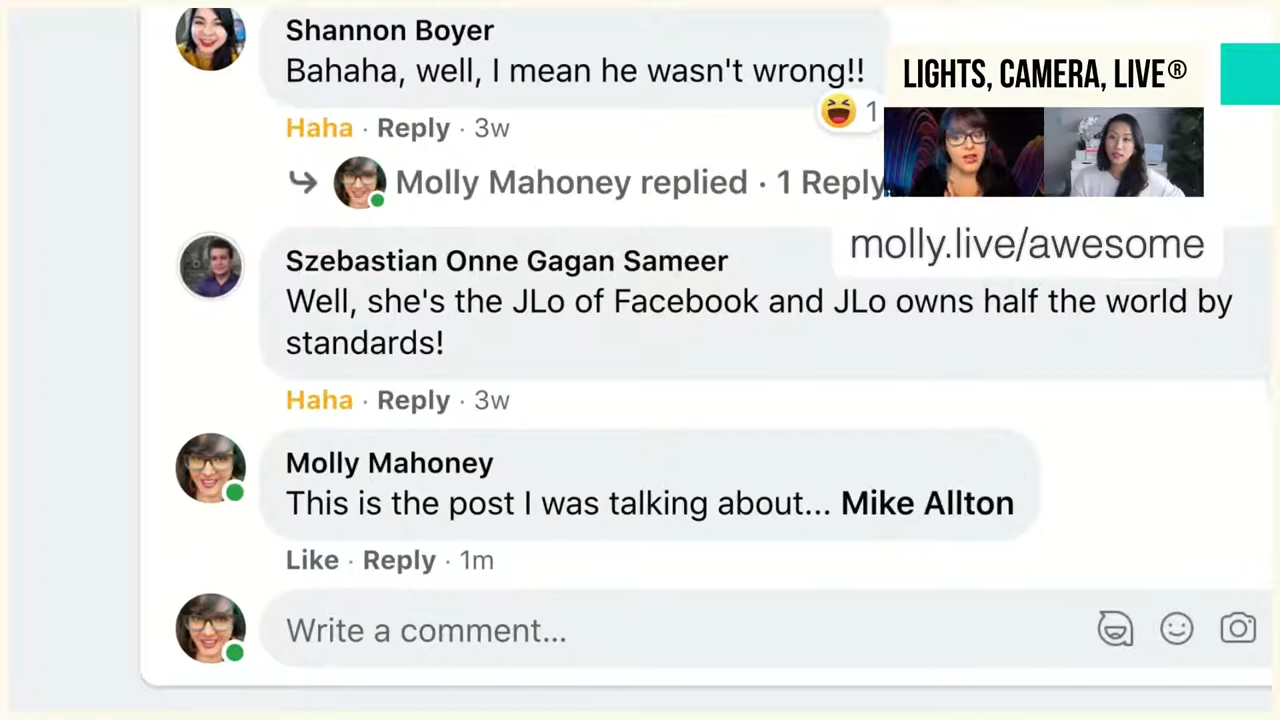 Shannon Boyer
Bahaha, well, I mean he wasn't wrong!!
1
Haha · Reply · 3w
Molly Mahoney replied · 1 Reply
LIGHTS, CAMERA, LIVE®
molly.live/awesome
Szebastian Onne Gagan Sameer
Well, she's the JLo of Facebook and JLo owns half the world by
standards!
Haha · Reply · 3w
Molly Mahoney
This is the post I was talking about... Mike Allton
Like · Reply · 1m
Write a comment...